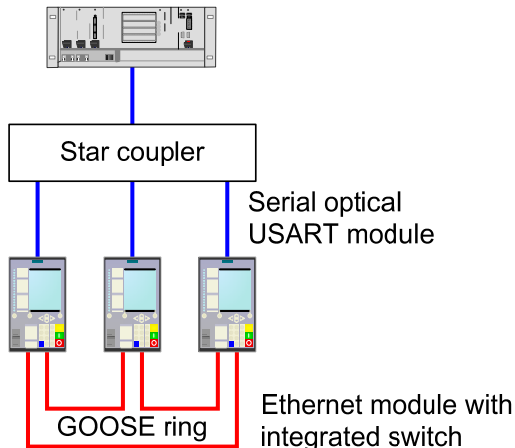 Star coupler
Serial optical
USART module
GOOSE ring
Ethernet module with
integrated switch